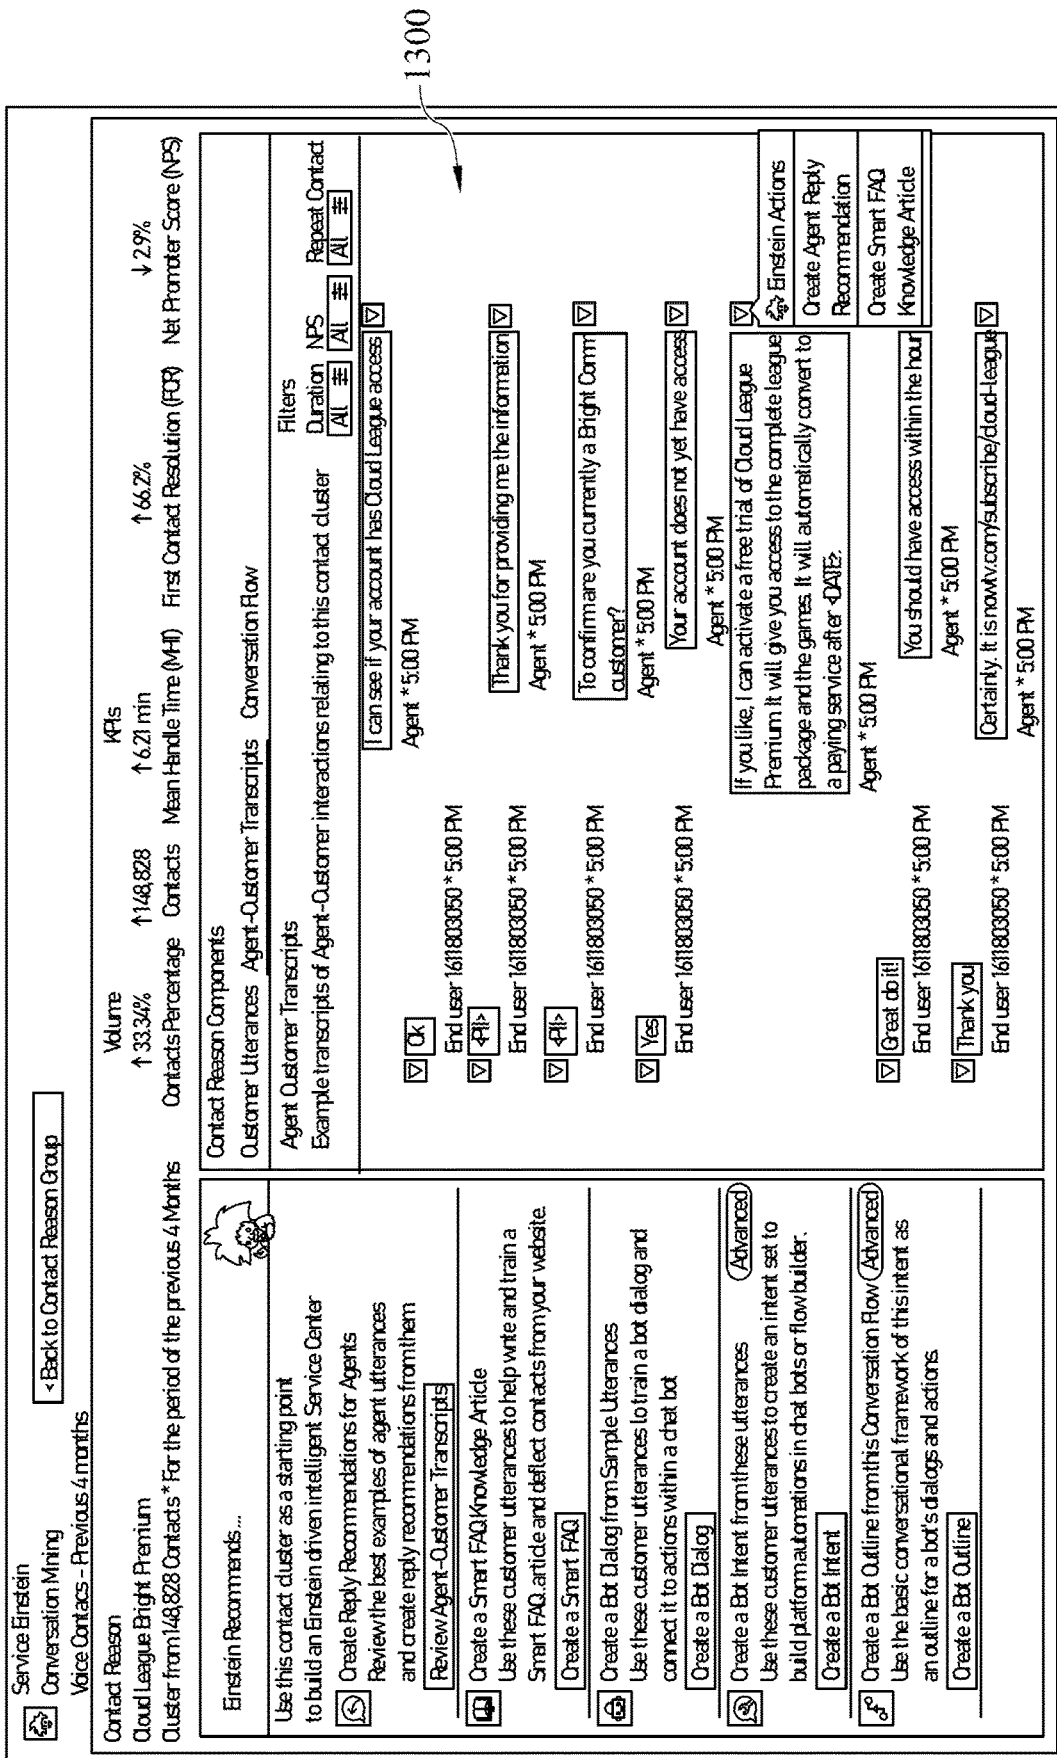 Service Einstein
Conversation Mining
< Back to Contact Reason Group
Voice Contacs - Previous 4 months
Contact Reason
Cloud League Bright Premium
Cluster from 148,828 Contacts * For the period of the previous 4 Months
Volume
↑ 33.34%
Contacts Percentage
↑148,828
Contacts
KPIs
↑ 6.21 min
Mean Handle Time (MHI)
↑ 66.2%
First Contact Resolution (FCR)
↓ 2.9%
Net Promoter Score (NPS)
Einstein Recommends...
Use this contact cluster as a starting point
to build an Einstein driven intelligent Service Center
Create Reply Recommendations for Agents
Review the best examples of agent utterances
and create reply recommendations from them
Review Agent-Customer Transcripts
Create a Smart FAQ Knowledge Article
Use these customer utterances to help write and train a
Smart FAQ. article and deflect contacts from your website.
Create a Smart FAQ
Create a Bot Dialog from Sample Utterances
Use these customer utterances to train a bot dialog and
connect it to actions within a chat bot
Create a Bot Dialog
Create a Bot Intent from these utterances
Advanced
Use these customer utterances to create an intent set to
build platform automations in chat bots or flow builder.
Create a Bot Intent
Create a Bot Outline from this Conversation Flow
Advanced
Use the basic conversational framework of this intent as
an outline for a bot's dialogs and actions
Create a Bot Outline
Contact Reason Components
Customer Utterances Agent-Customer Transcripts Conversation Flow
Agent Customer Transcripts
Example transcripts of Agent-Customer interactions relating to this contact cluster
Filters
Duration NPS Repeat Contact
All All All
I can see if your account has Cloud League access
Agent * 5:00 PM
Ok
End user 1611803050 * 5:00 PM
<PII>
End user 1611803050 * 5:00 PM
Thank you for providing me the information
Agent * 5:00 PM
<PII>
End user 1611803050 * 5:00 PM
To confirm are you currently a Bright Comm
customer?
Agent * 5:00 PM
Yes
End user 1611803050 * 5:00 PM
Your account does not yet have access
Agent * 5:00 PM
If you like, I can activate a free trial of Cloud League
Premium It will give you access to the complete league
package and the games. It will automatically convert to
a paying service after <DATE>.
Agent * 5:00 PM
Einstein Actions
Create Agent Reply
Recommendation
Create Smart FAQ
Knowledge Article
Great do it!
End user 1611803050 * 5:00 PM
You should have access within the hour
Agent * 5:00 PM
Thank you
End user 1611803050 * 5:00 PM
Certainly. It is nowtv.com/subscribe/cloud-league
Agent * 5:00 PM
1300